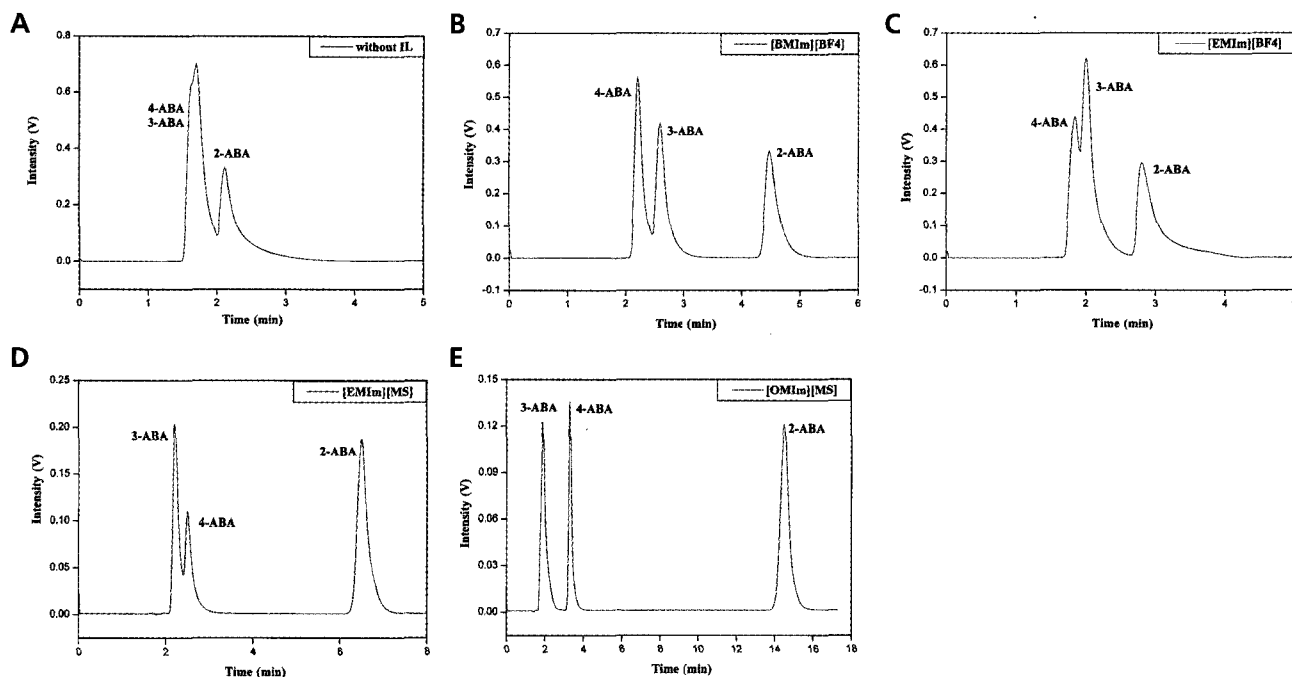 A
without IL
0.8
0.6
0.4
0.2
0.0
Intensity (V)
4-ABA
3-ABA
2-ABA
0 1 2 3 4 5
Time (min)
B
[BMIm][BF4]
0.7
0.6
0.5
0.4
0.3
0.2
0.1
0.0
-0.1
Intensity (V)
4-ABA
3-ABA
2-ABA
0 1 2 3 4 5 6
Time (min)
C
[EMIm][BF4]
0.7
0.6
0.5
0.4
0.3
0.2
0.1
0.0
-0.1
Intensity (V)
3-ABA
4-ABA
2-ABA
0 1 2 3 4
Time (min)
D
[EMIm][MS]
0.25
0.20
0.15
0.10
0.05
0.00
Intensity (V)
3-ABA
4-ABA
2-ABA
0 2 4 6 8
Time (min)
E
[OMIm][MS]
0.15
0.12
0.09
0.06
0.03
0.00
Intensity (V)
3-ABA
4-ABA
2-ABA
0 2 4 6 8 10 12 14 16 18
Time (min)